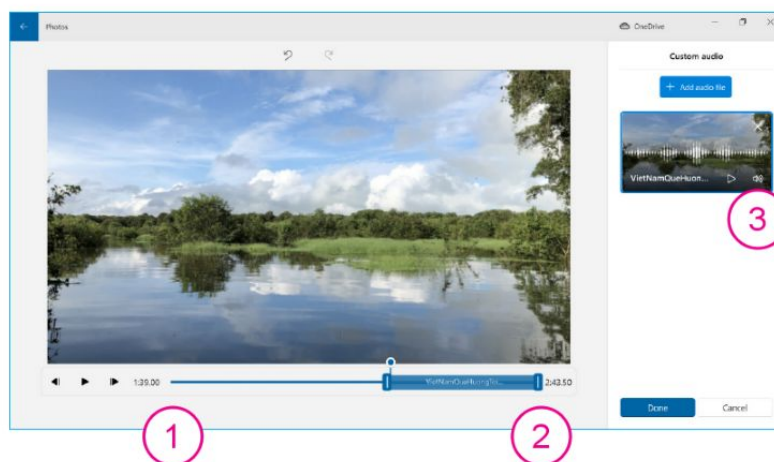 Photos
OneDrive
Custom audio
+ Add audio file
VietNamQueHuon...
3
1:39.00
VietNamQueHuongToi...
2:43.50
Done
Cancel
1
2